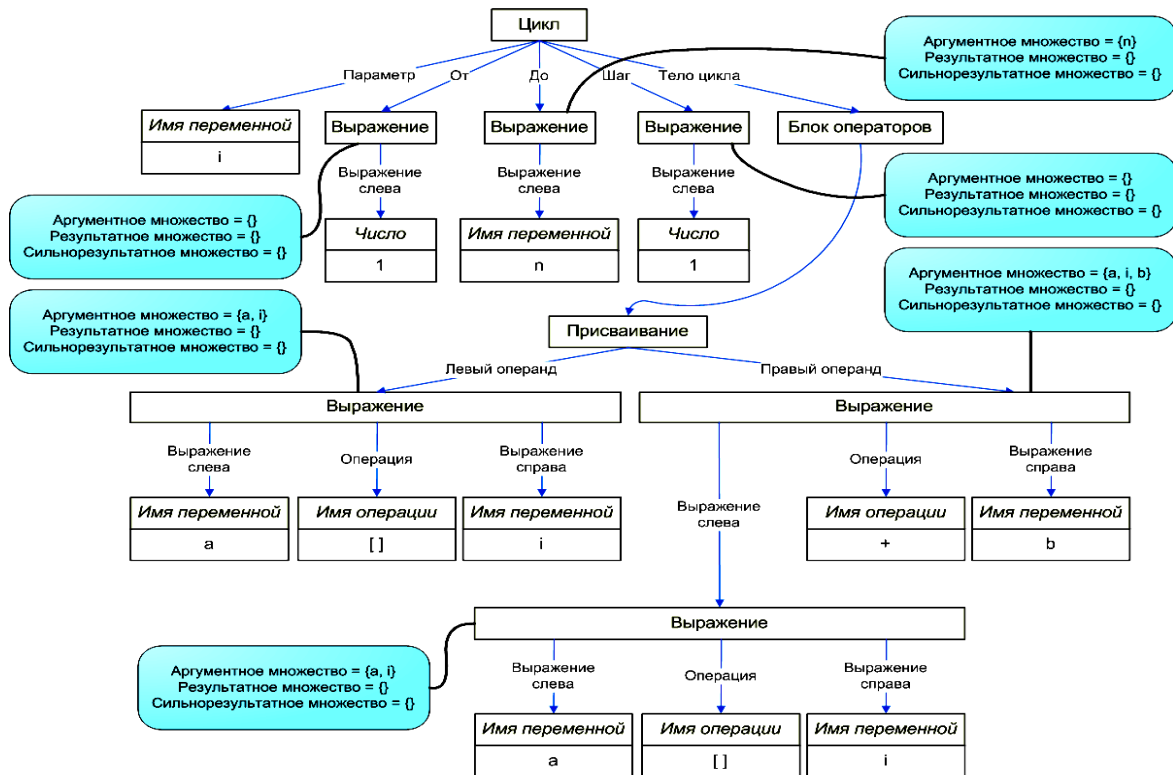 Цикл
Аргументное множество = {n}
Результатное множество = {}
Сильнорезультатное множество = {}
Параметр
От
До
Шаг
Тело цикла
Имя переменной
i
Выражение
Выражение
Выражение
Блок операторов
Выражение
слева
Выражение
слева
Выражение
слева
Аргументное множество = {}
Результатное множество = {}
Сильнорезультатное множество = {}
Аргументное множество = {}
Результатное множество = {}
Сильнорезультатное множество = {}
Число
1
Имя переменной
n
Число
1
Аргументное множество = {a, i}
Результатное множество = {}
Сильнорезультатное множество = {}
Аргументное множество = {a, i, b}
Результатное множество = {}
Сильнорезультатное множество = {}
Присваивание
Левый операнд
Правый операнд
Выражение
Выражение
Выражение
слева
Операция
Выражение
справа
Выражение
слева
Операция
Выражение
справа
Имя переменной
a
Имя операции
[ ]
Имя переменной
i
Имя операции
+
Имя переменной
b
Выражение
Аргументное множество = {a, i}
Результатное множество = {}
Сильнорезультатное множество = {}
Выражение
слева
Операция
Выражение
справа
Имя переменной
a
Имя операции
[ ]
Имя переменной
i